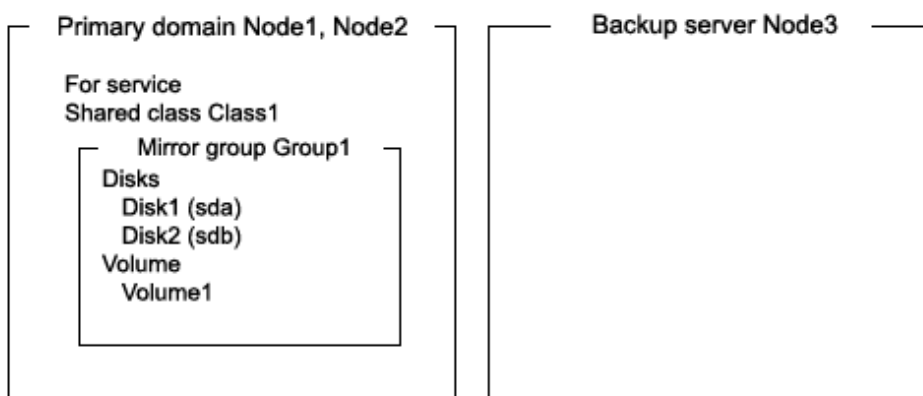 Primary domain Node1, Node2
For service
Shared class Class1
Mirror group Group1
Disks
Disk1 (sda)
Disk2 (sdb)
Volume
Volume1
Backup server Node3